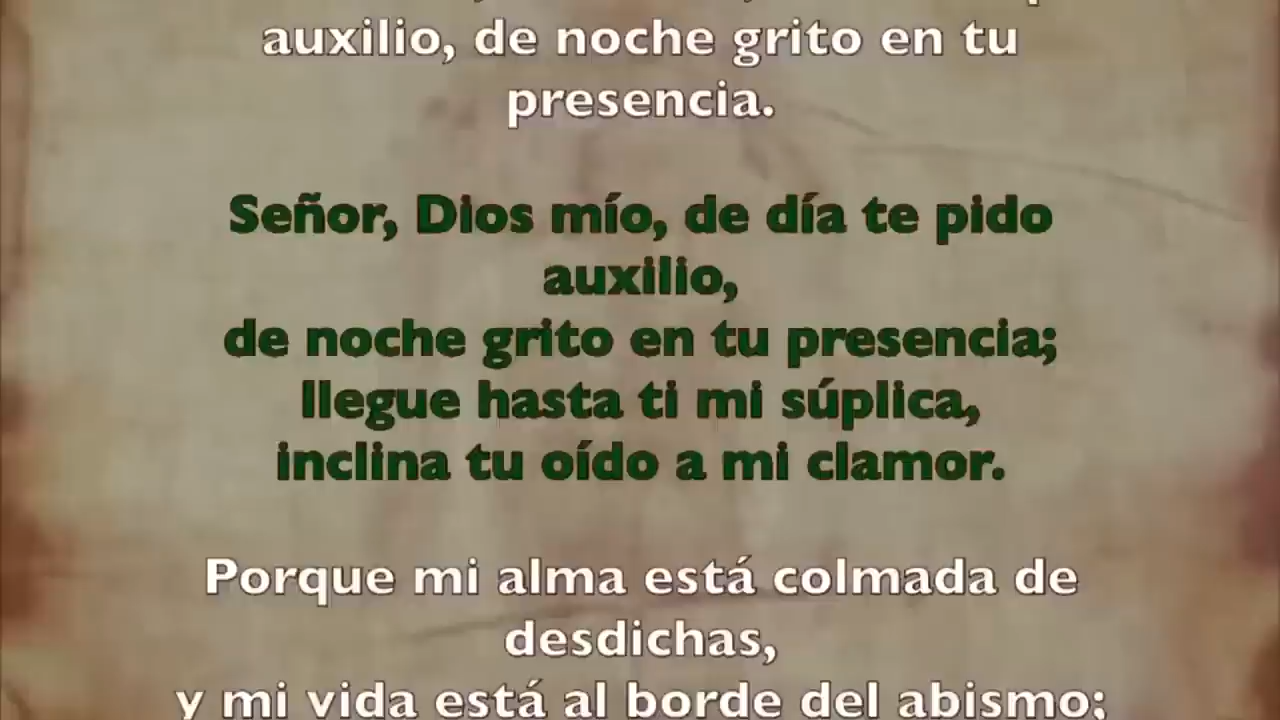 auxilio, de noche grito en tu
presencia.
Señor, Dios mío, de día te pido
auxilio,
de noche grito en tu presencia;
llegue hasta ti mi súplica,
inclina tu oído a mi clamor.
Porque mi alma está colmada de
desdichas,
y mi vida está al borde del abismo;